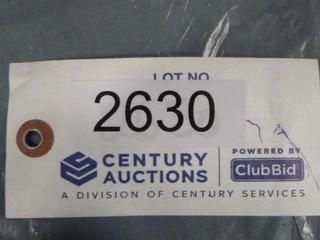 LOT NO.
2630
CENTURY AUCTIONS
POWERED BY
ClubBid
A DIVISION OF CENTURY SERVICES